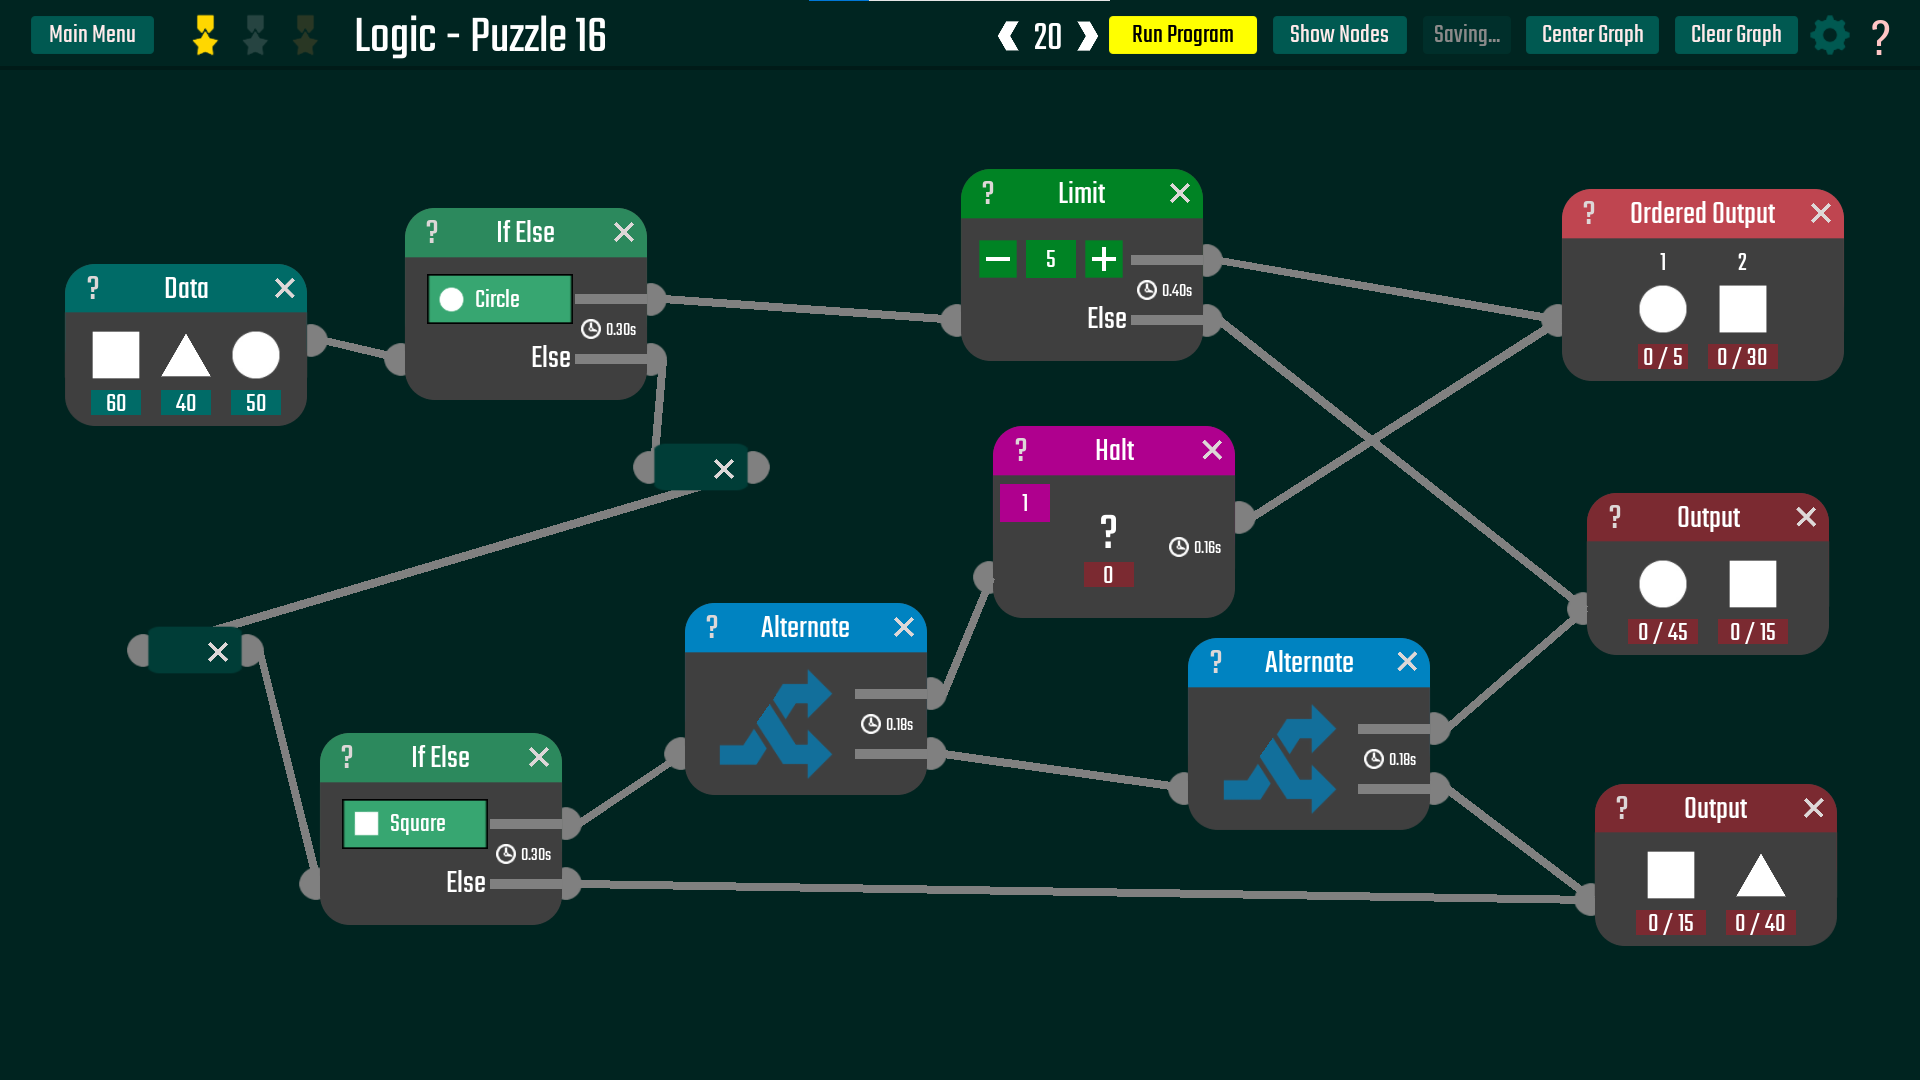 Main Menu
Logic - Puzzle 16
20
Run Program
Show Nodes
Saving...
Center Graph
Clear Graph
?
? Data
60 40 50
? If Else
Circle
0.30s
Else
? Limit
5
0.40s
Else
? Ordered Output
1 2
0 / 5 0 / 30
? Halt
1
?
0.16s
0
? Output
0 / 45 0 / 15
? Alternate
0.18s
? Alternate
0.18s
? If Else
Square
0.30s
Else
? Output
0 / 15 0 / 40